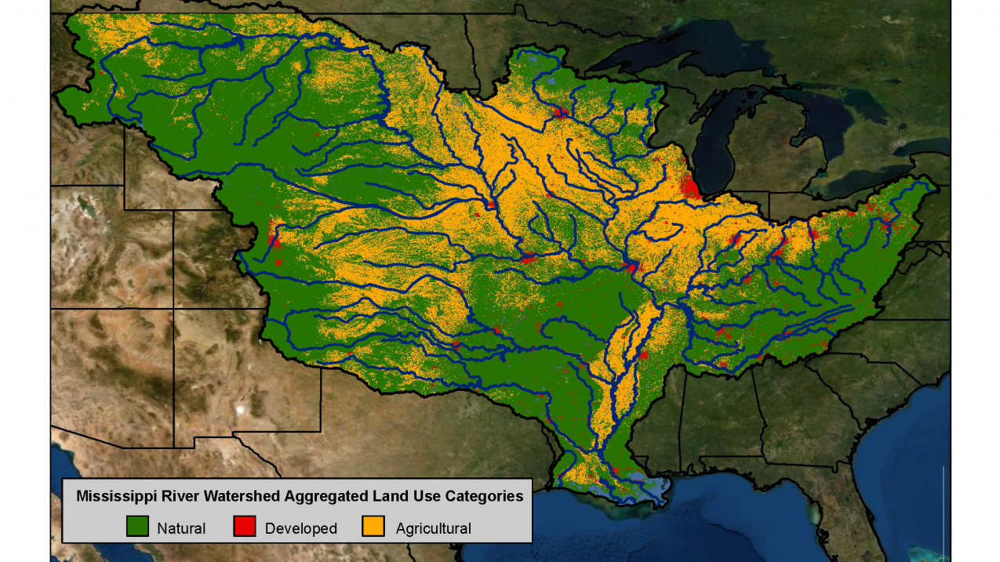 Mississippi River Watershed Aggregated Land Use Categories
Natural Developed Agricultural